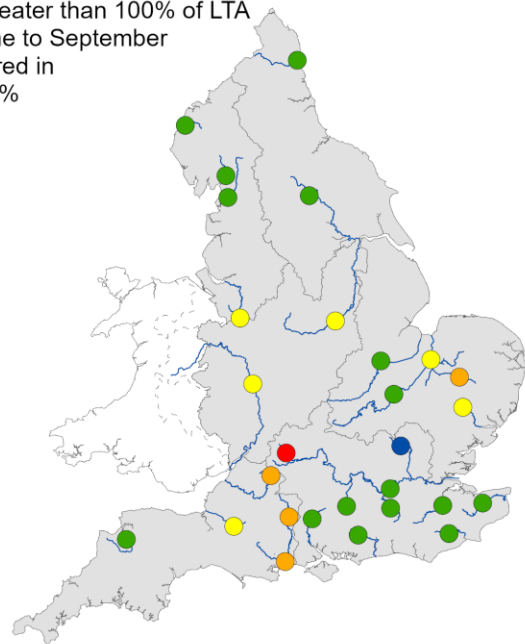 eater than 100% of LTA
ne to September
red in
%